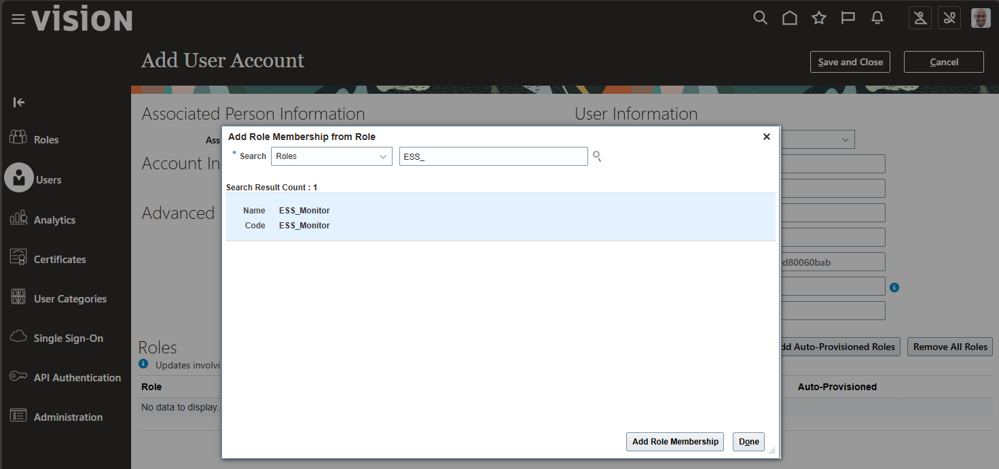 VISION
Add User Account
Save and Close
Cancel
Roles
Users
Analytics
Certificates
User Categories
Single Sign-On
API Authentication
Administration
Associated Person Information
User Information
Ass
Account In
Advanced
Add Role Membership from Role
* Search
Roles
ESS_
Search Result Count : 1
Name ESS_Monitor
Code ESS_Monitor
Add Role Membership
Done
d80060bab
Roles
dd Auto-Provisioned Roles
Remove All Roles
Updates involvi
Role
Auto-Provisioned
No data to display.